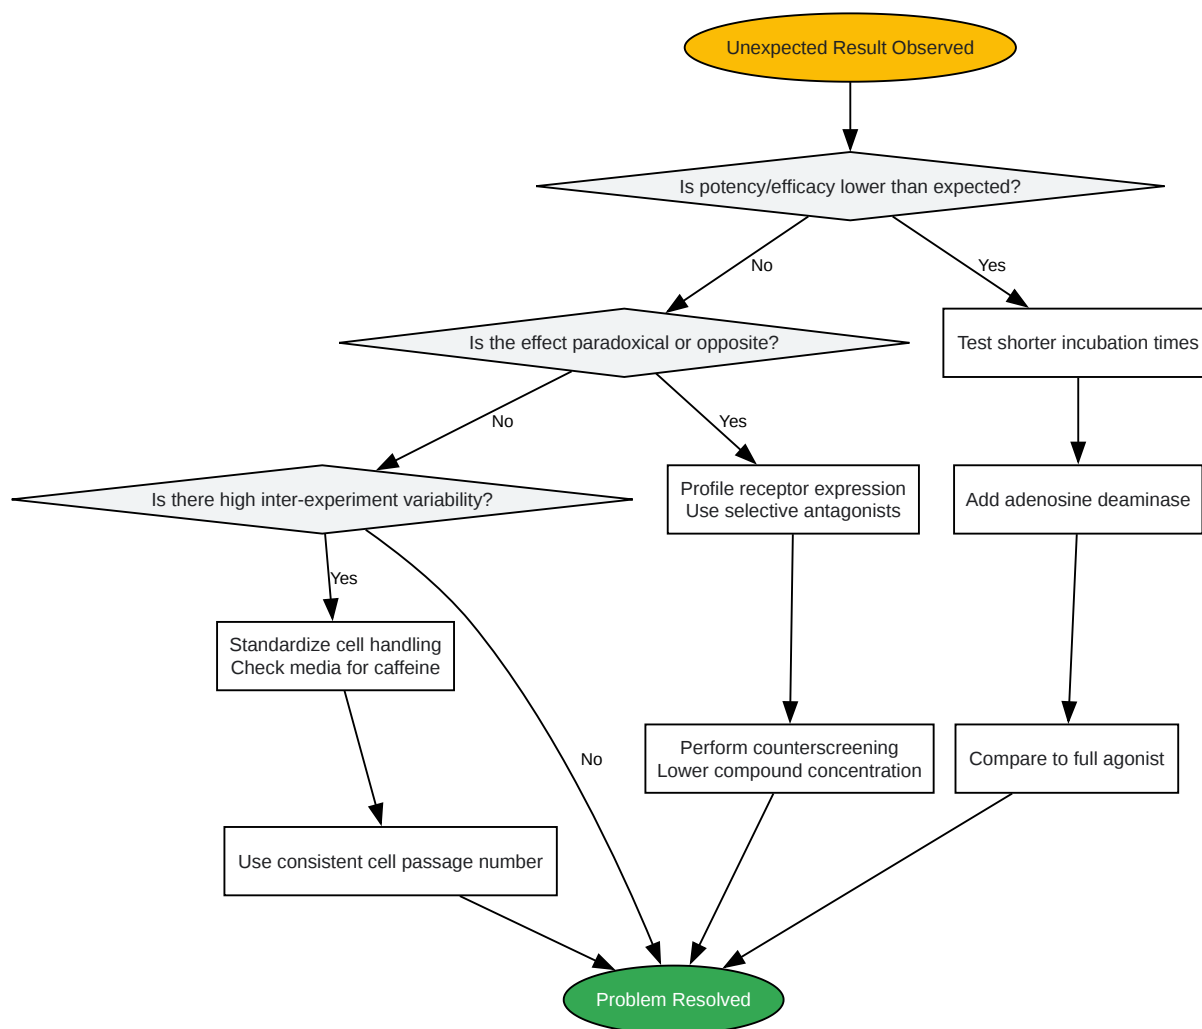 Unexpected Result Observed
Is potency/efficacy lower than expected?
No
Yes
Is the effect paradoxical or opposite?
Test shorter incubation times
No
Yes
Is there high inter-experiment variability?
Profile receptor expression
Use selective antagonists
Add adenosine deaminase
Yes
Standardize cell handling
Check media for caffeine
No
Perform counterscreening
Lower compound concentration
Compare to full agonist
Use consistent cell passage number
Problem Resolved